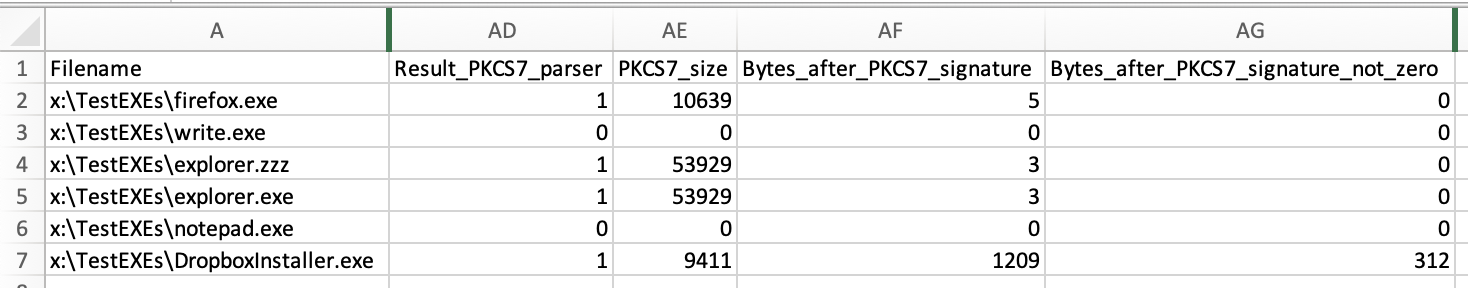 A AD AE AF AG
1 Filename Result_PKCS7_parser PKCS7_size Bytes_after_PKCS7_signature Bytes_after_PKCS7_signature_not_zero
2 x:\TestEXEs\firefox.exe 1 10639 5 0
3 x:\TestEXEs\write.exe 0 0 0 0
4 x:\TestEXEs\explorer.zzz 1 53929 3 0
5 x:\TestEXEs\explorer.exe 1 53929 3 0
6 x:\TestEXEs\notepad.exe 0 0 0 0
7 x:\TestEXEs\DropboxInstaller.exe 1 9411 1209 312